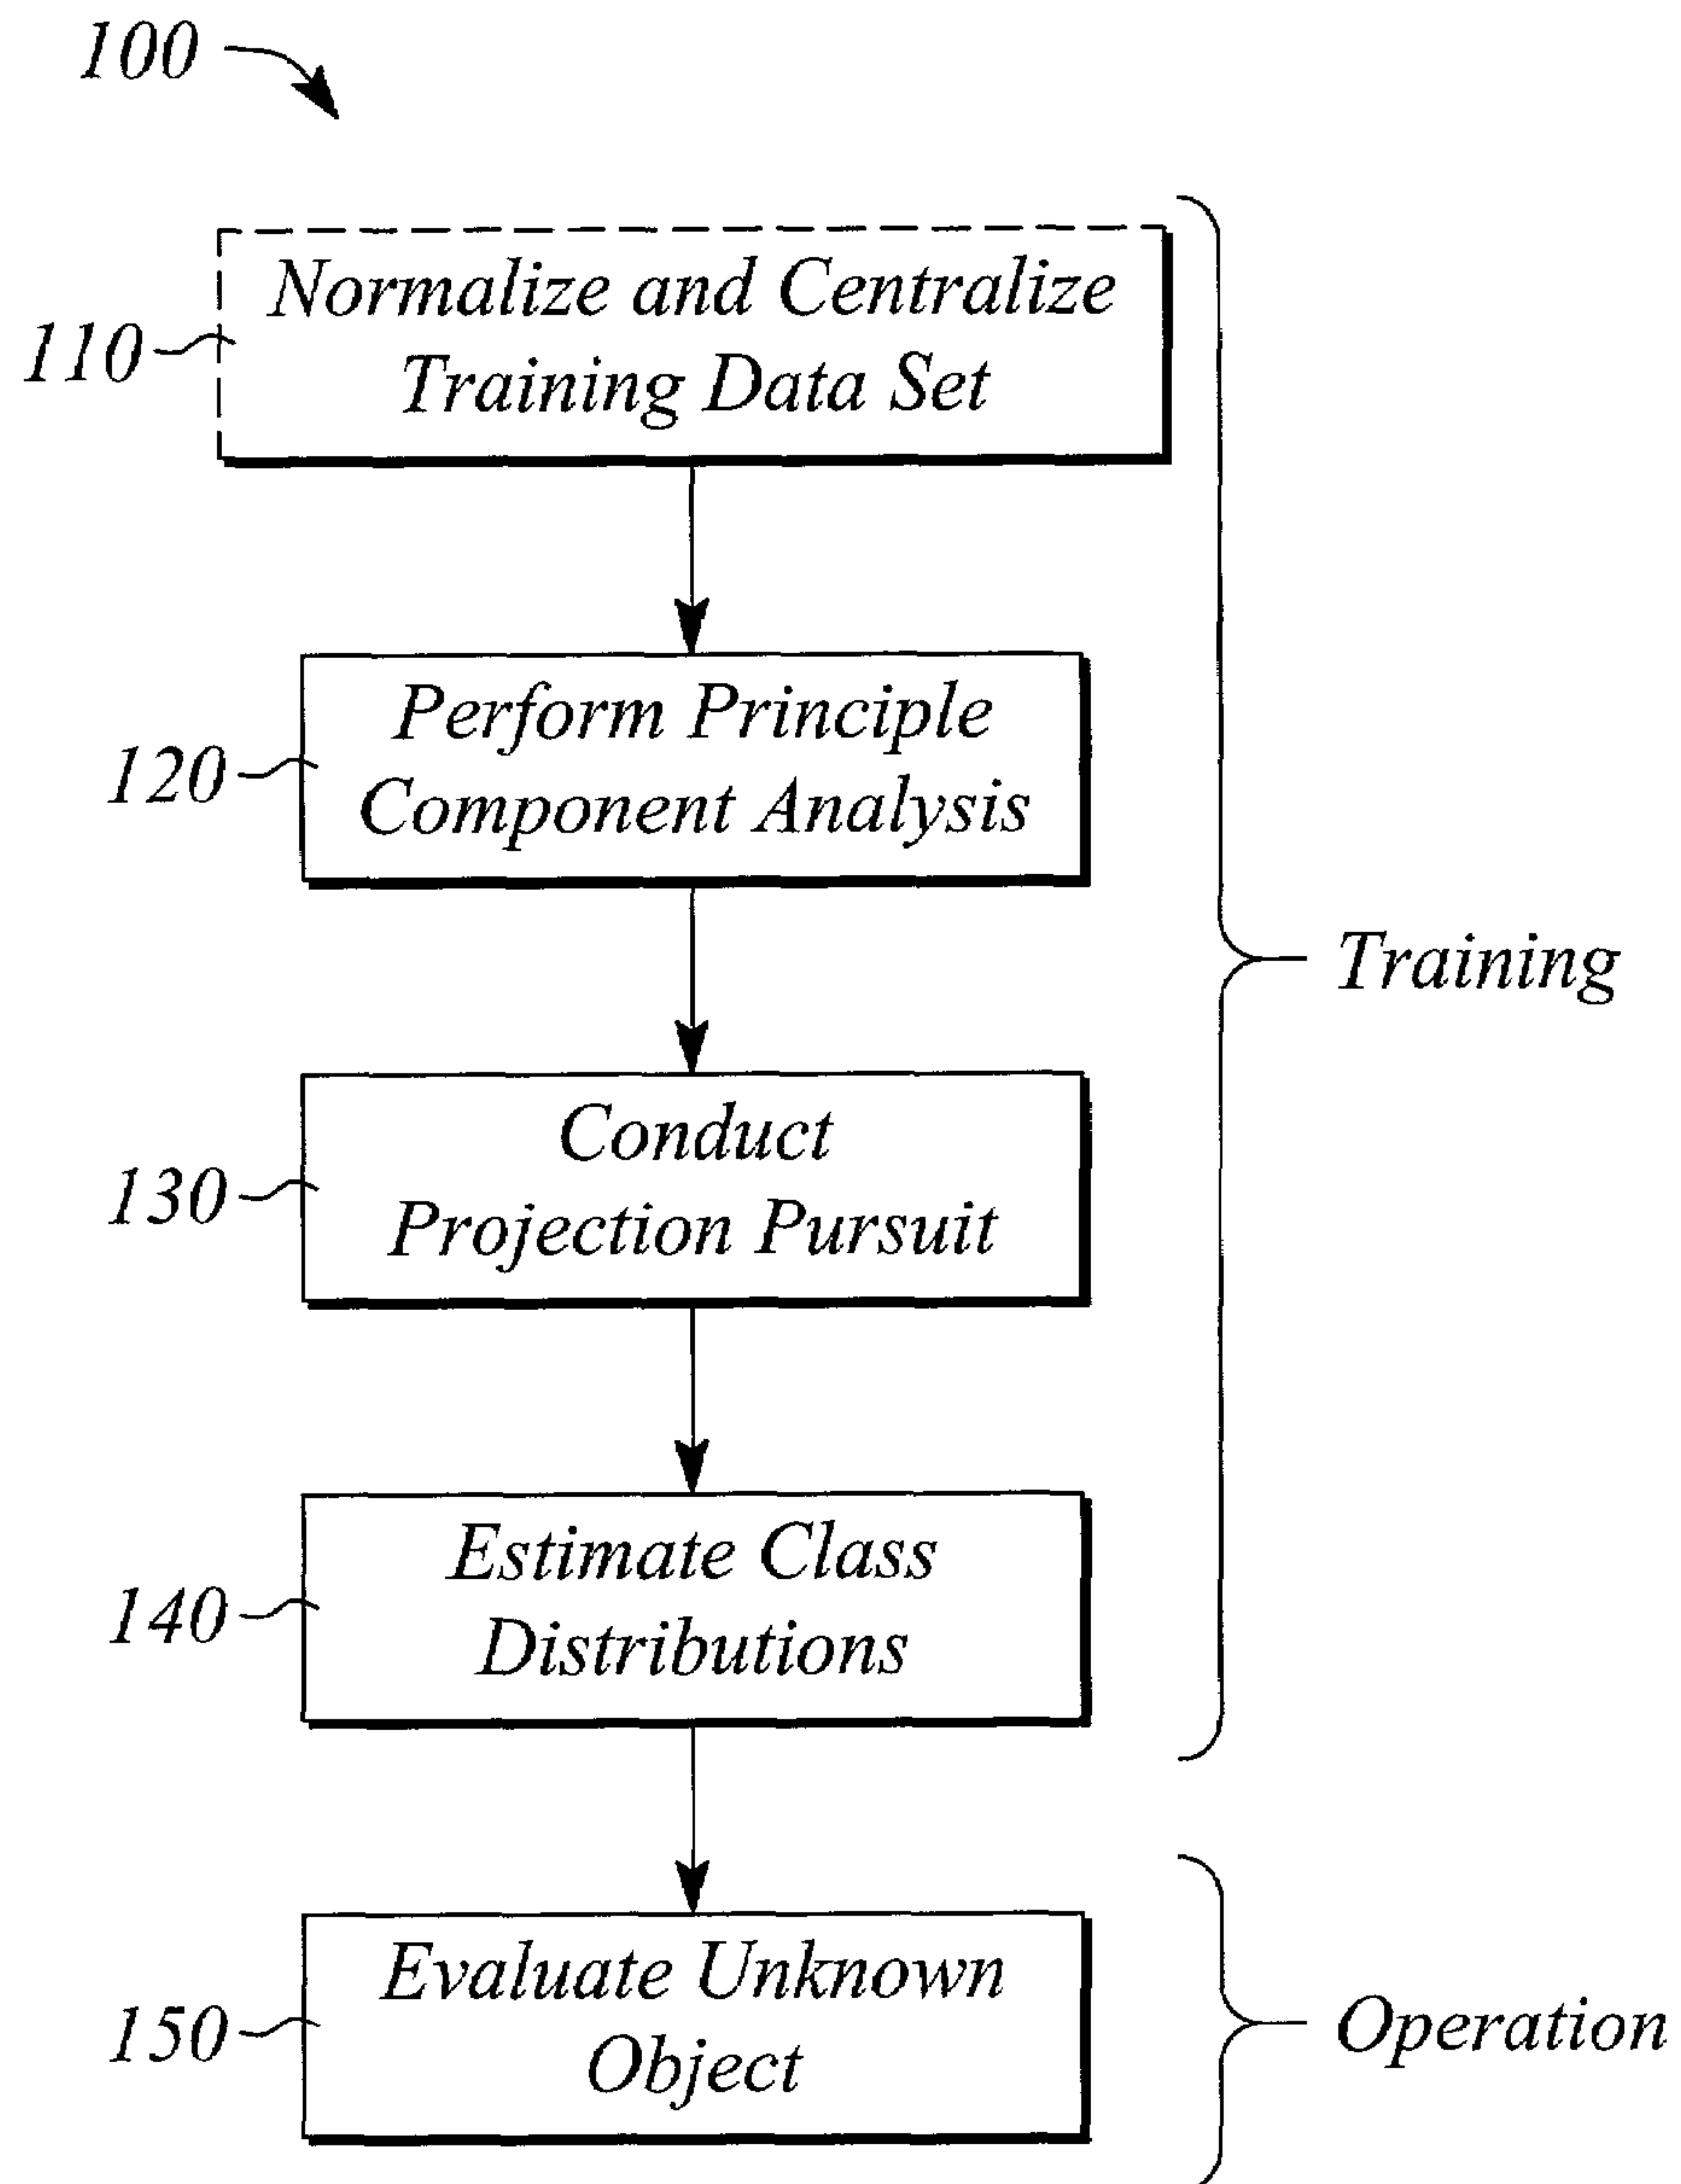 100
Normalize and Centralize
Training Data Set
110
Perform Principle
Component Analysis
120
Training
Conduct
Projection Pursuit
130
Estimate Class
Distributions
140
Evaluate Unknown
Object
150
Operation